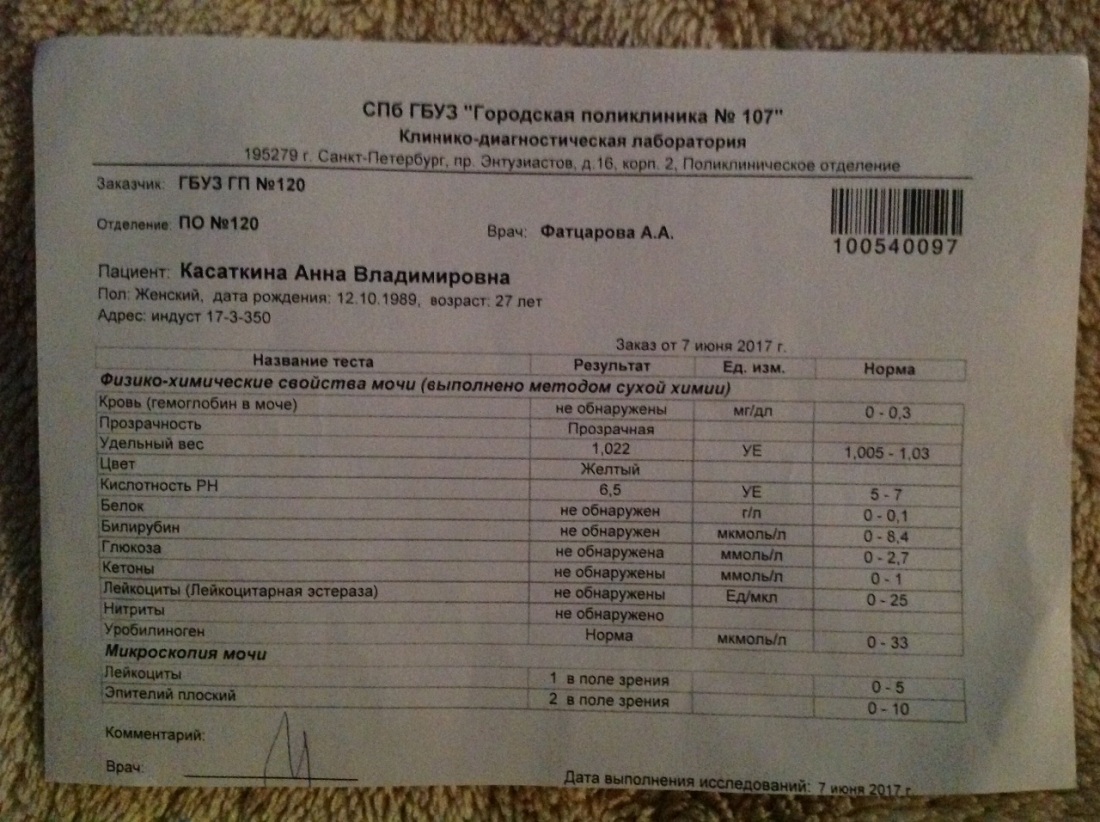 СПб ГБУЗ "Городская поликлиника № 107"
Клинико-диагностическая лаборатория
195279 г. Санкт-Петербург, пр. Энтузиастов, д.16, корп. 2, Поликлиническое отделение
Заказчик: ГБУЗ ГП №120
Отделение: ПО №120 Врач: Фатцарова А.А.
100540097
Пациент: Касаткина Анна Владимировна
Пол: Женский, дата рождения: 12.10.1989, возраст: 27 лет
Адрес: индуст 17-3-350
Заказ от 7 июня 2017 г.
Название теста Результат Ед. изм. Норма
Физико-химические свойства мочи (выполнено методом сухой химии)
Кровь (гемоглобин в моче) не обнаружены мг/дл 0 - 0,3
Прозрачность Прозрачная
Удельный вес 1,022 УЕ 1,005 - 1,03
Цвет Желтый
Кислотность PH 6,5 УЕ 5 - 7
Белок не обнаружен г/л 0 - 0,1
Билирубин не обнаружен мкмоль/л 0 - 8,4
Глюкоза не обнаружена ммоль/л 0 - 2,7
Кетоны не обнаружены ммоль/л 0 - 1
Лейкоциты (Лейкоцитарная эстераза) не обнаружены Ед/мкл 0 - 25
Нитриты не обнаружено
Уробилиноген Норма мкмоль/л 0 - 33
Микроскопия мочи
Лейкоциты 1 в поле зрения 0 - 5
Эпителий плоский 2 в поле зрения 0 - 10
Комментарий:
Врач:
Дата выполнения исследований: 7 июня 2017 г.